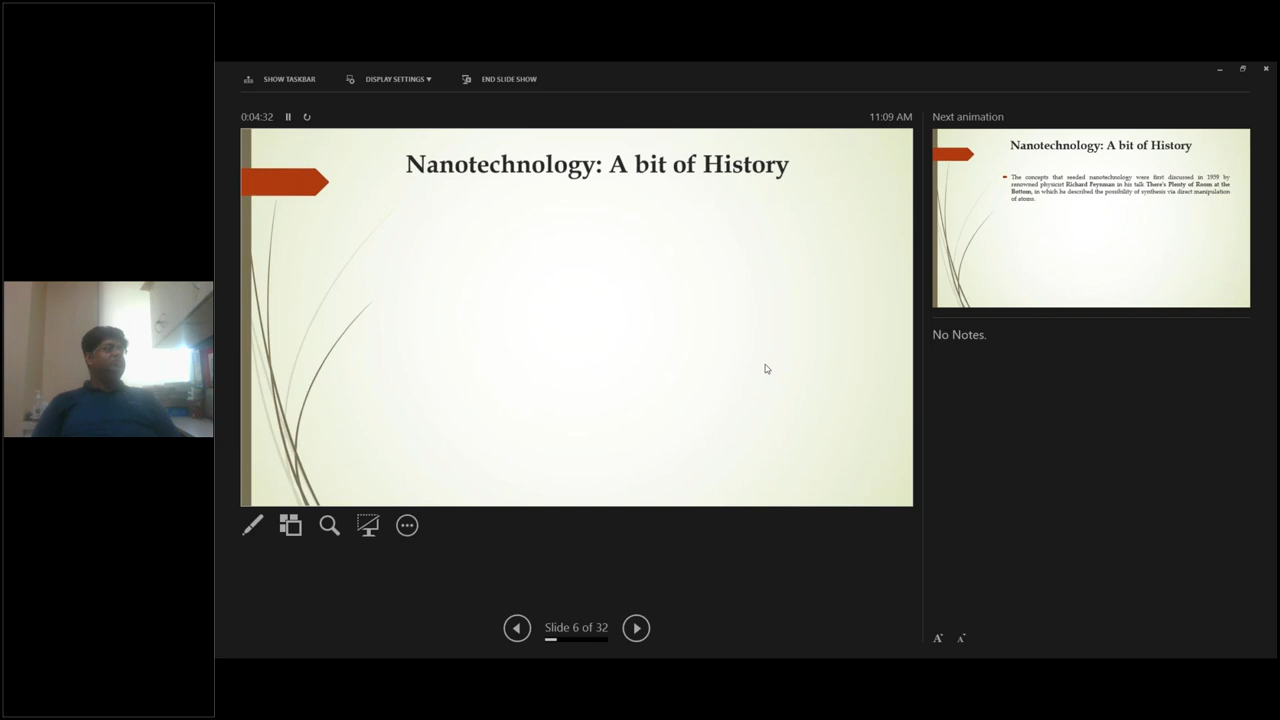 SHOW TASKBAR DISPLAY SETTINGS ▾ END SLIDE SHOW
0:04:32 11:09 AM
Nanotechnology: A bit of History
Next animation
Nanotechnology: A bit of History
The concepts that seeded nanotechnology were first discussed in 1959 by
renowned physicist Richard Feynman in his talk There's Plenty of Room at the
Bottom, in which he described the possibility of synthesis via direct manipulation
of atoms.
No Notes.
Slide 6 of 32
A A